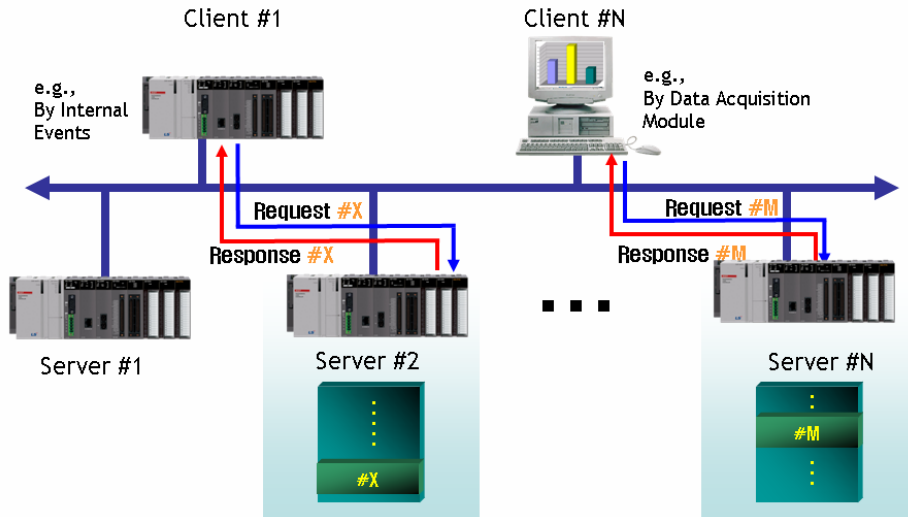 Client #1
Client #N
e.g.,
By Internal
Events
e.g.,
By Data Acquisition
Module
Request #X
Response #X
Request #M
Response #M
Server #1
Server #2
Server #N
#X
#M